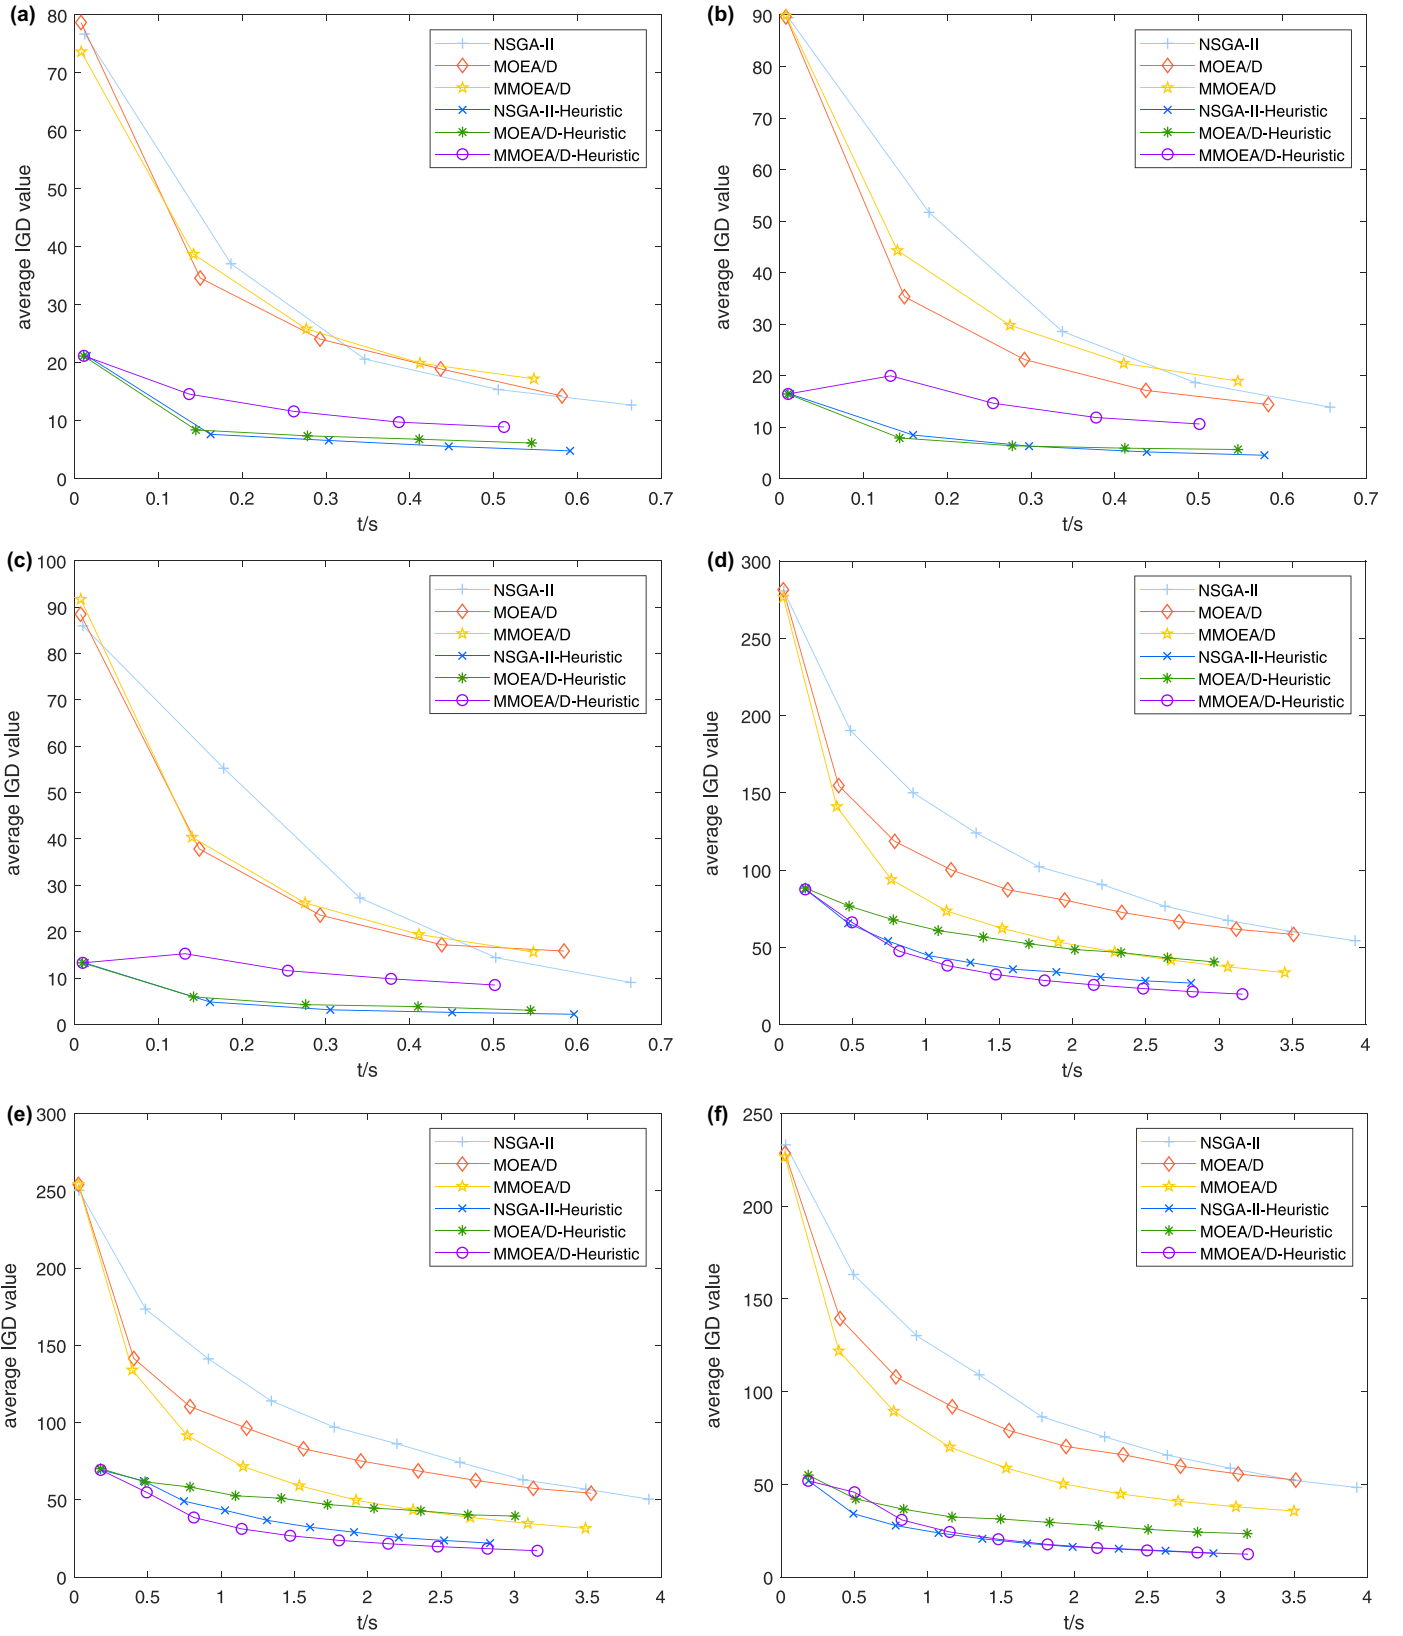 (a)
80
70
60
50
40
30
20
10
0
0
0.1
0.2
0.3
0.4
0.5
0.6
0.7
average IGD value
t/s
NSGA-II
MOEA/D
MMOEA/D
NSGA-II-Heuristic
MOEA/D-Heuristic
MMOEA/D-Heuristic
(b)
90
80
70
60
50
40
30
20
10
0
0
0.1
0.2
0.3
0.4
0.5
0.6
0.7
average IGD value
t/s
NSGA-II
MOEA/D
MMOEA/D
NSGA-II-Heuristic
MOEA/D-Heuristic
MMOEA/D-Heuristic
(c)
100
90
80
70
60
50
40
30
20
10
0
0
0.1
0.2
0.3
0.4
0.5
0.6
0.7
average IGD value
t/s
NSGA-II
MOEA/D
MMOEA/D
NSGA-II-Heuristic
MOEA/D-Heuristic
MMOEA/D-Heuristic
(d)
300
250
200
150
100
50
0
0
0.5
1
1.5
2
2.5
3
3.5
4
average IGD value
t/s
NSGA-II
MOEA/D
MMOEA/D
NSGA-II-Heuristic
MOEA/D-Heuristic
MMOEA/D-Heuristic
(e)
300
250
200
150
100
50
0
0
0.5
1
1.5
2
2.5
3
3.5
4
average IGD value
t/s
NSGA-II
MOEA/D
MMOEA/D
NSGA-II-Heuristic
MOEA/D-Heuristic
MMOEA/D-Heuristic
(f)
250
200
150
100
50
0
0
0.5
1
1.5
2
2.5
3
3.5
4
average IGD value
t/s
NSGA-II
MOEA/D
MMOEA/D
NSGA-II-Heuristic
MOEA/D-Heuristic
MMOEA/D-Heuristic